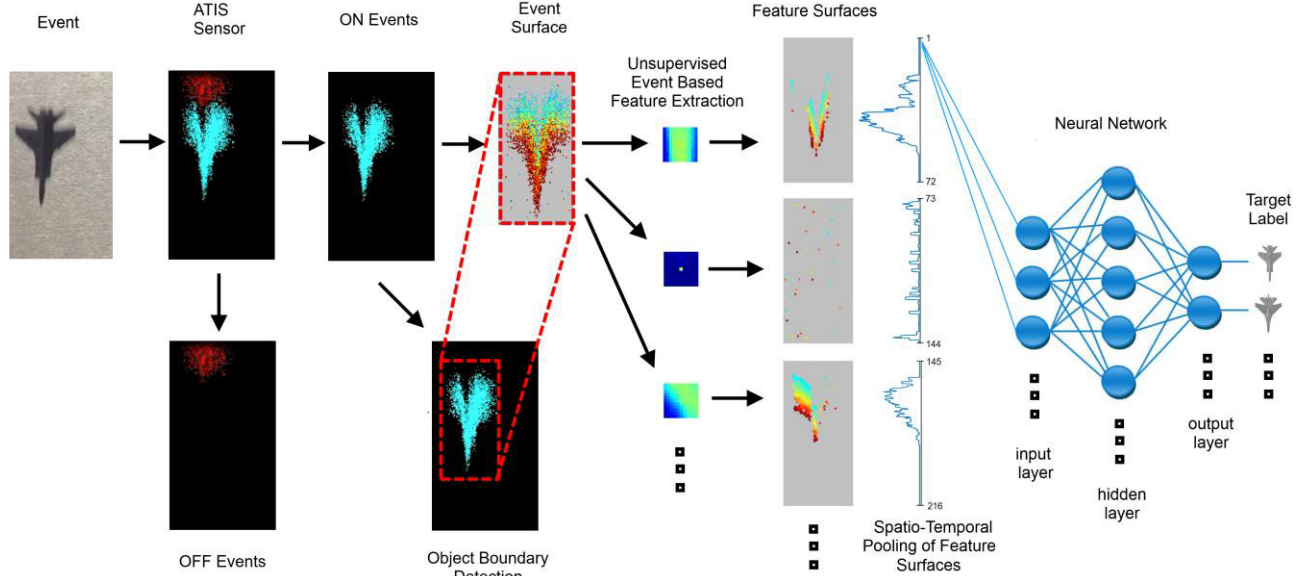 Event
ATIS
Sensor
ON Events
Event
Surface
Unsupervised
Event Based
Feature Extraction
Feature Surfaces
1
72
73
144
145
216
Neural Network
Target
Label
input
layer
hidden
layer
output
layer
OFF Events
Object Boundary
Detection
Spatio-Temporal
Pooling of Feature
Surfaces